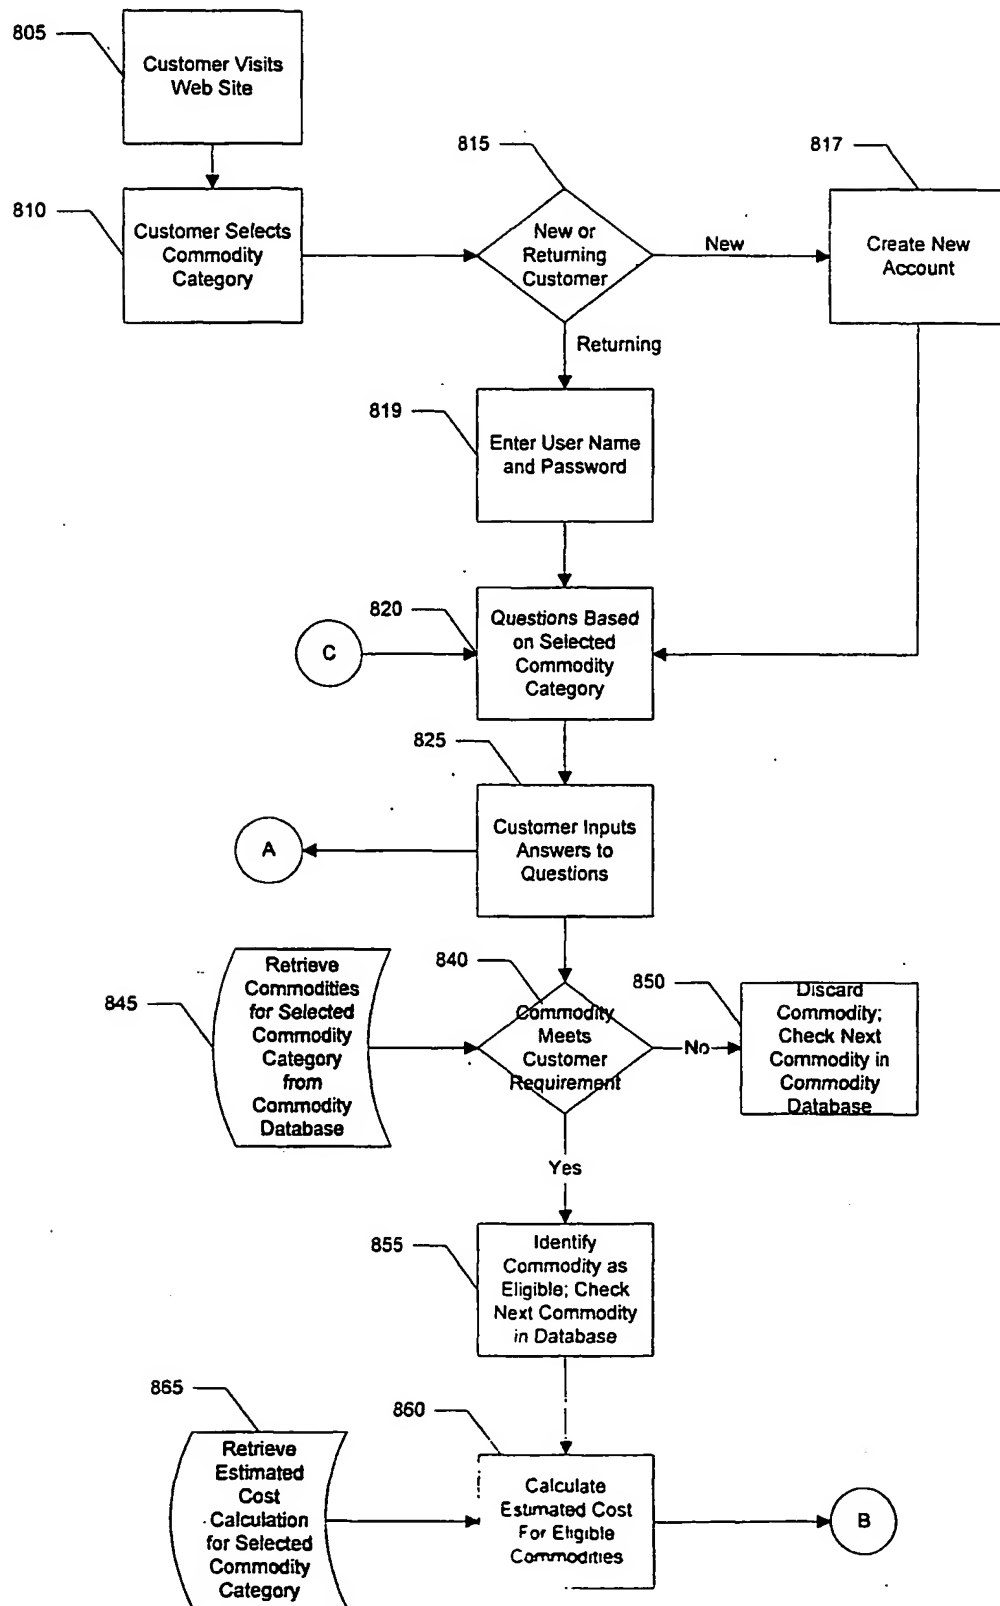 805
Customer Visits
Web Site
815
817
810
Customer Selects
Commodity
Category
New or
Returning
Customer
New
Create New
Account
Returning
819
Enter User Name
and Password
820
C
Questions Based
on Selected
Commodity
Category
825
A
Customer Inputs
Answers to
Questions
845
Retrieve
Commodities
for Selected
Commodity
Category
from
Commodity
Database
840
Commodity
Meets
Customer
Requirement
No
850
Discard
Commodity;
Check Next
Commodity in
Commodity
Database
Yes
855
Identify
Commodity as
Eligible; Check
Next Commodity
in Database
865
Retrieve
Estimated
Cost
Calculation
for Selected
Commodity
Category
860
Calculate
Estimated Cost
For Eligible
Commodities
B